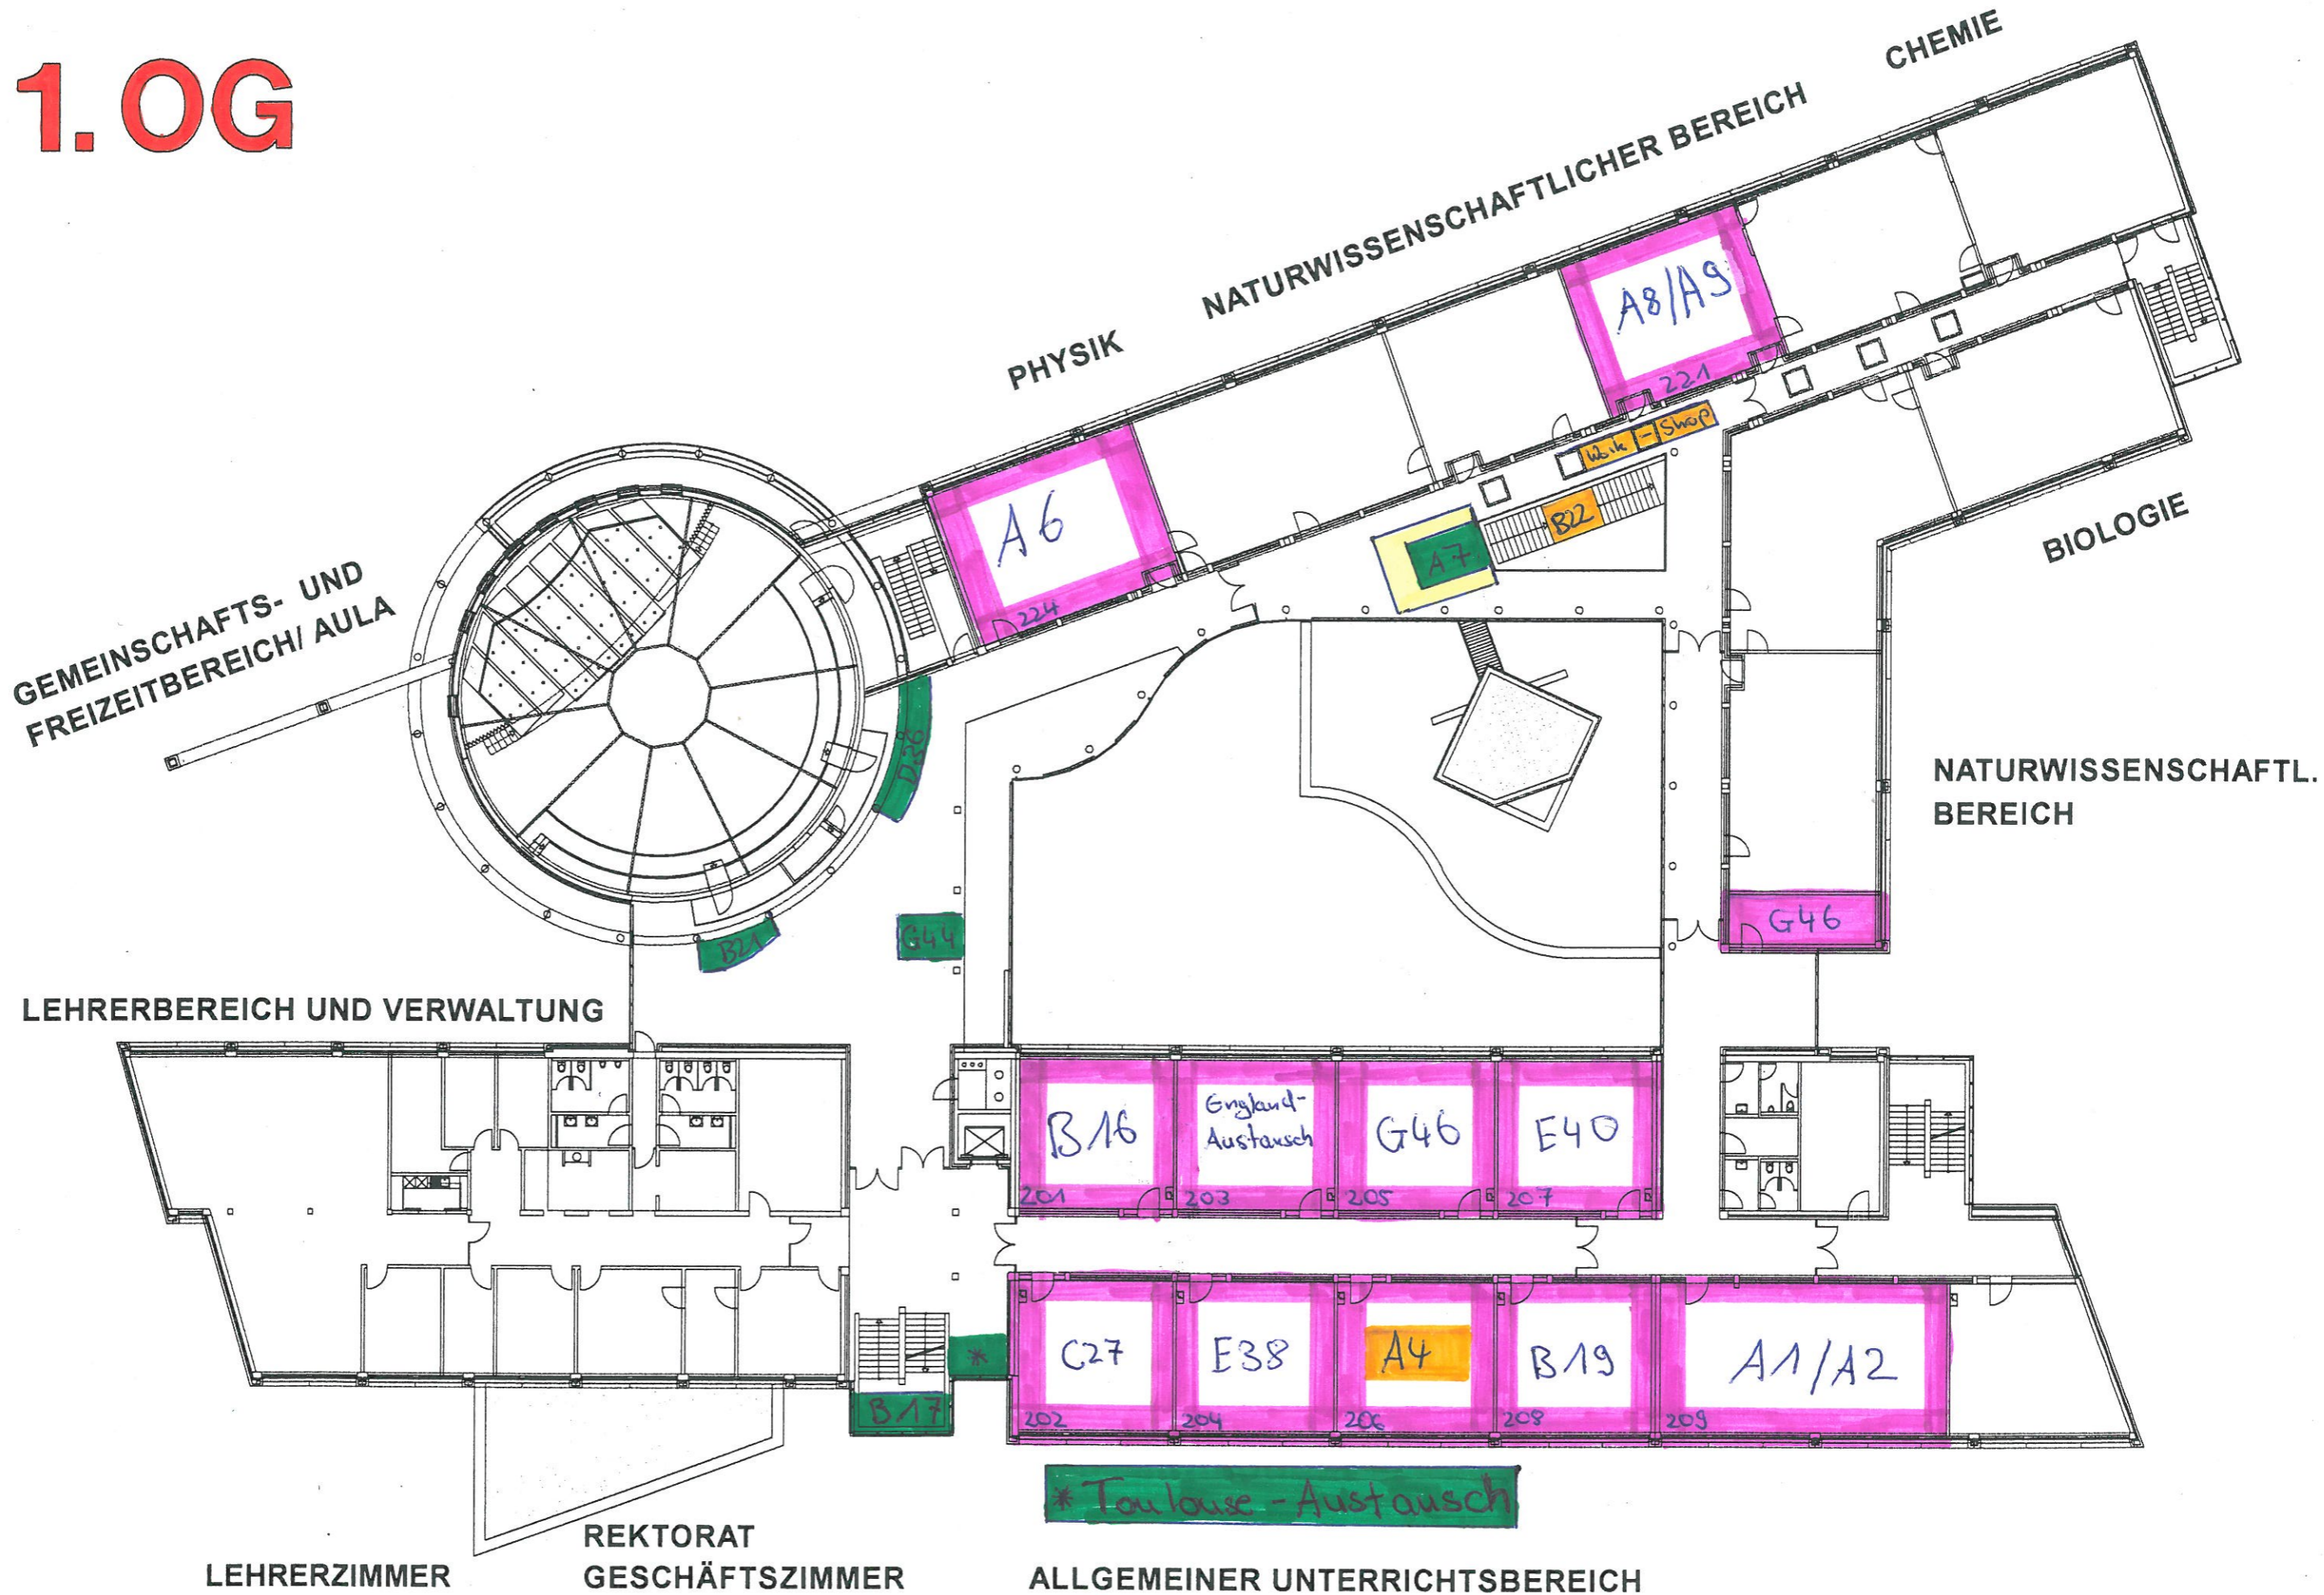 1. OG
CHEMIE
NATURWISSENSCHAFTLICHER BEREICH
PHYSIK
A8/A9
221
Work-Shop
A6
224
B22
A7
BIOLOGIE
GEMEINSCHAFTS- UND
FREIZEITBEREICH/ AULA
D36
NATURWISSENSCHAFTL.
BEREICH
G46
G44
B21
LEHRERBEREICH UND VERWALTUNG
B16
201
England-
Austausch
203
G46
205
E40
207
C27
202
E38
204
A4
206
B19
208
A1/A2
209
*
B17
* Toulouse-Austausch
REKTORAT
GESCHÄFTSZIMMER
LEHRERZIMMER
ALLGEMEINER UNTERRICHTSBEREICH